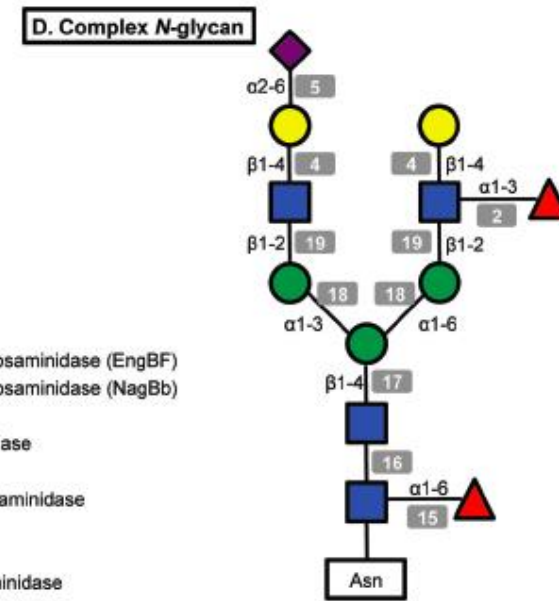 D. Complex N-glycan
α2-6 5
β1-4 4 4 β1-4
α1-3
2
β1-2 19 19 β1-2
18 18
α1-3 α1-6
β1-4 17
16
α1-6
15
Asn
osaminidase (EngBF)
osaminidase (NagBb)
ase
aminidase
inidase